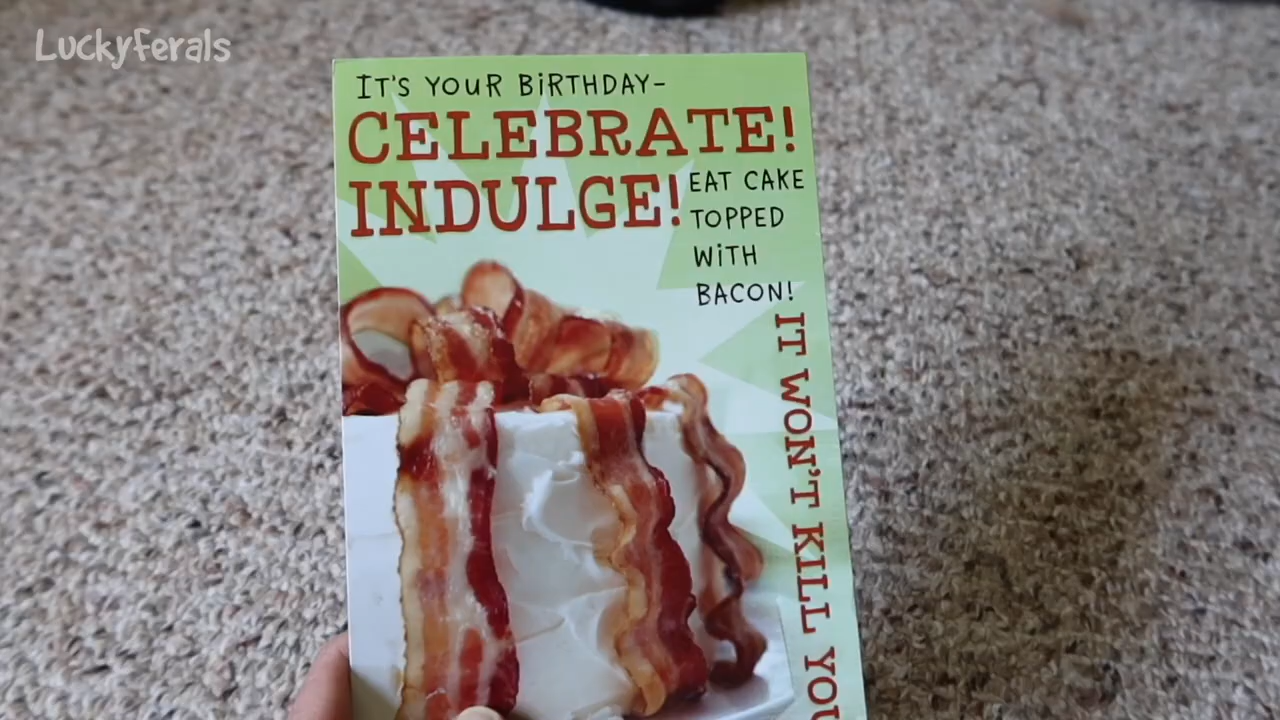 LuckyFerals
IT'S YOUR BIRTHDAY-
CELEBRATE!
INDULGE!
EAT CAKE
TOPPED
WITH
BACON!
IT WON'T KILL YOU